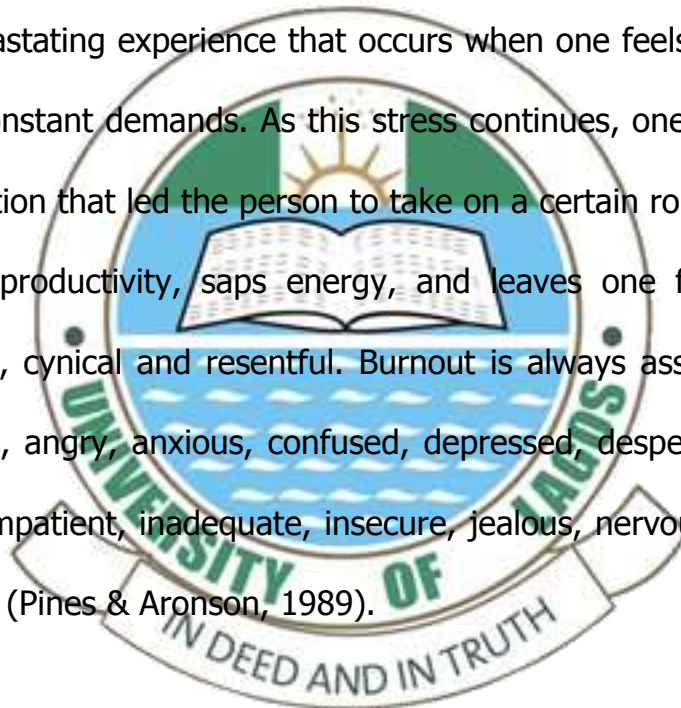 astating experience that occurs when one feels
onstant demands. As this stress continues, one
tion that led the person to take on a certain ro
productivity, saps energy, and leaves one f
, cynical and resentful. Burnout is always ass
, angry, anxious, confused, depressed, despe
mpatient, inadequate, insecure, jealous, nervou
(Pines & Aronson, 1989).
UNIVERSITY OF LAGOS
IN DEED AND IN TRUTH